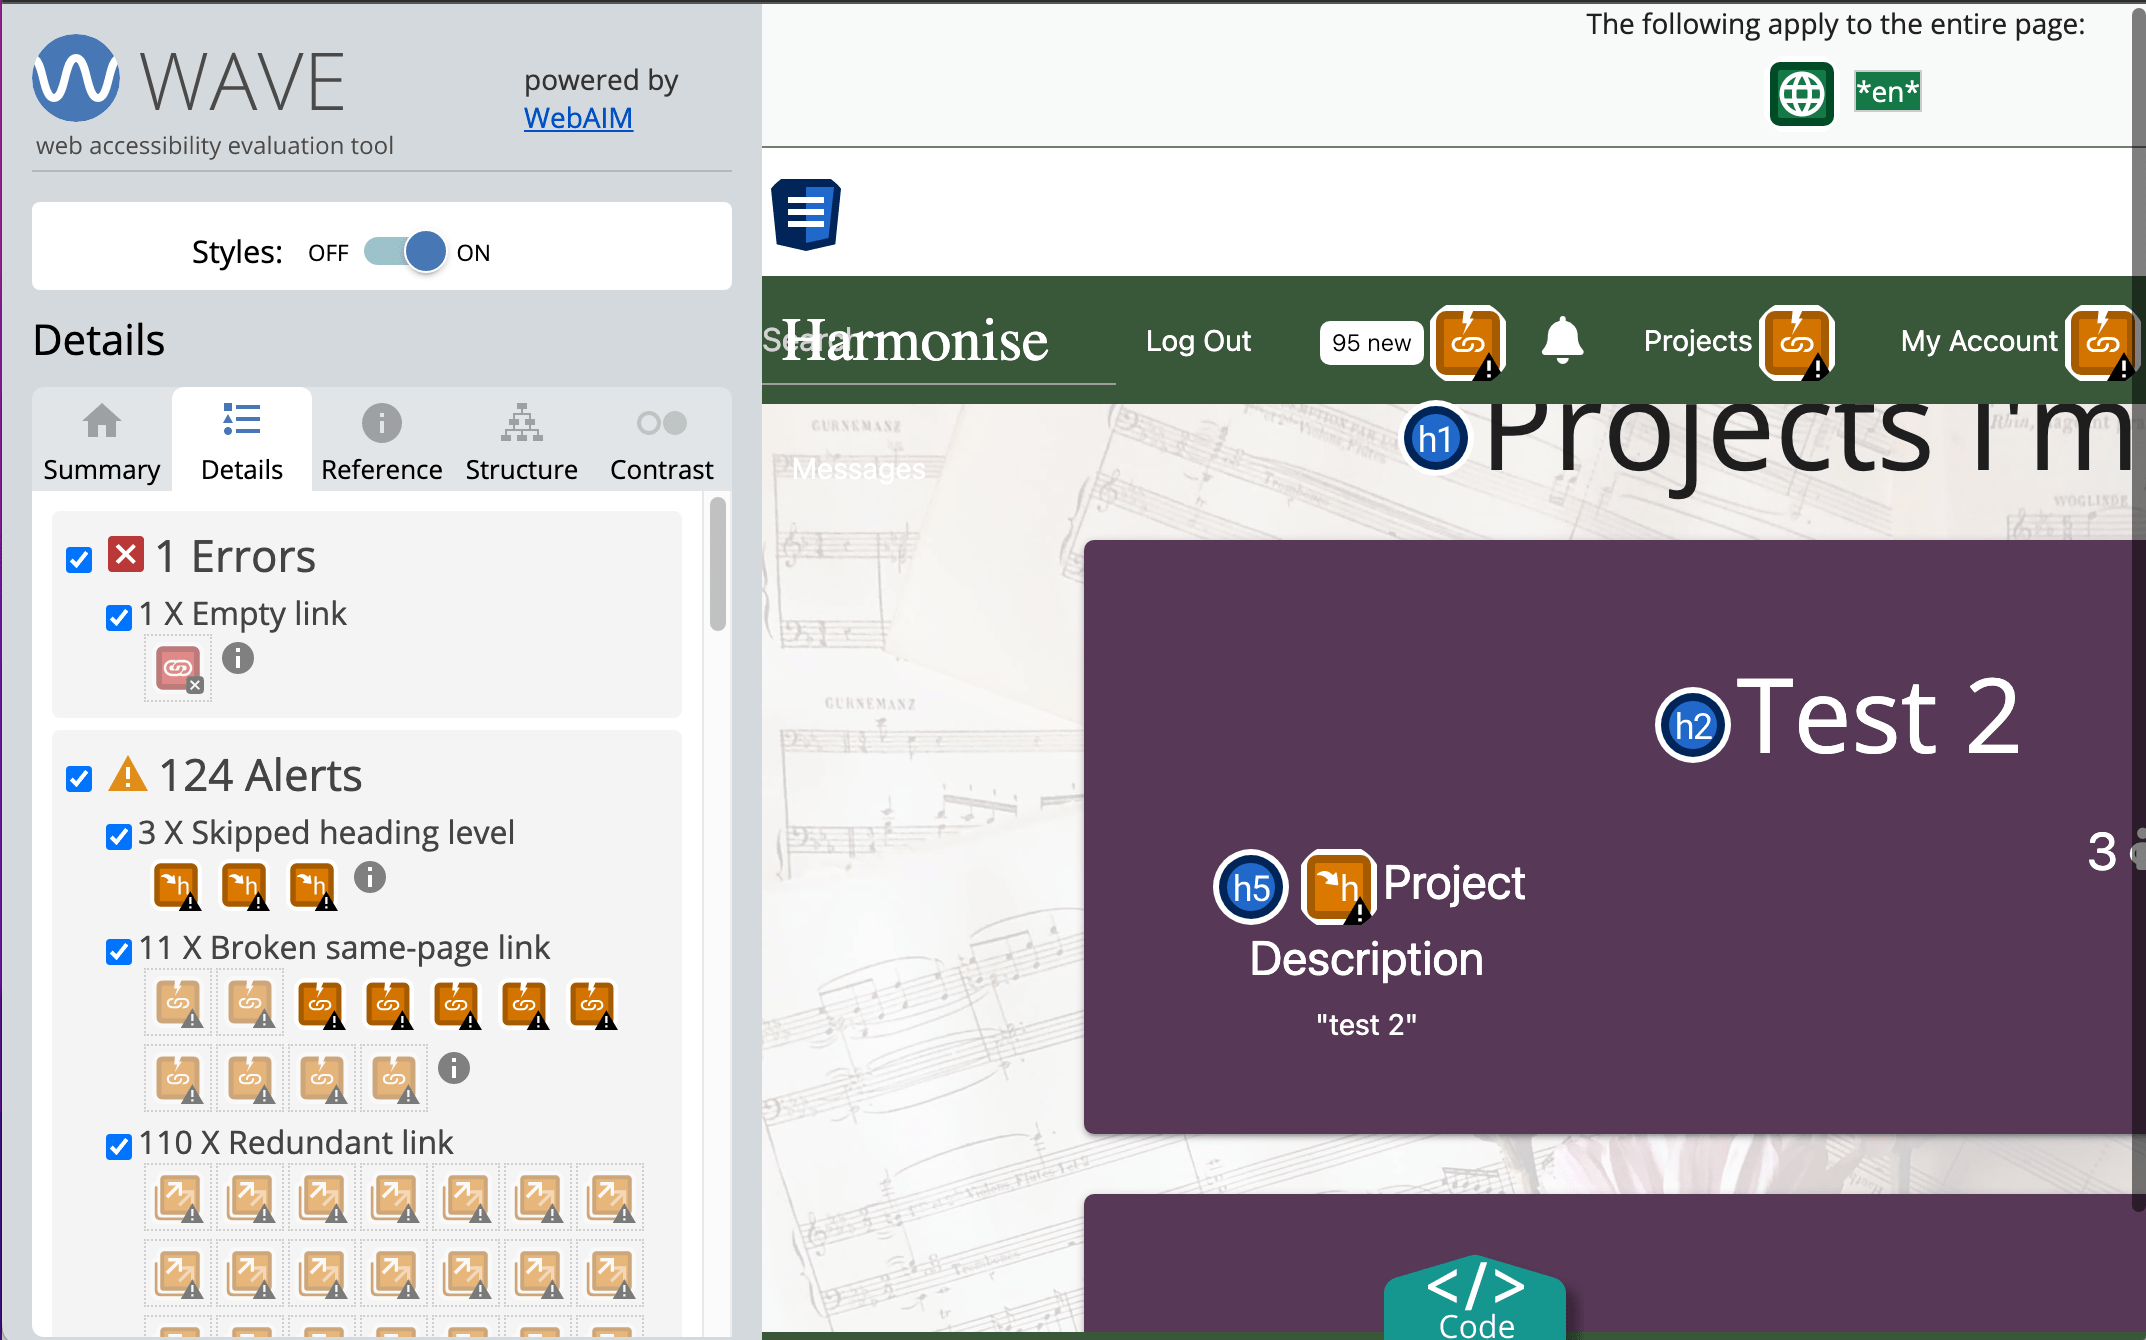 WAVE
powered by
WebAIM
web accessibility evaluation tool
Styles: OFF ON
Details
Summary
Details
Reference
Structure
Contrast
1 Errors
1 X Empty link
124 Alerts
3 X Skipped heading level
h
h
h
11 X Broken same-page link
110 X Redundant link
The following apply to the entire page:
*en*
Search
Harmonise
Log Out
95 new
Projects
My Account
h1 Projects I'm
Messages
GURNEMANZ
WOGLINDE
h2 Test 2
GURNEMANZ
3
h5 h Project
Description
"test 2"
</>
Code